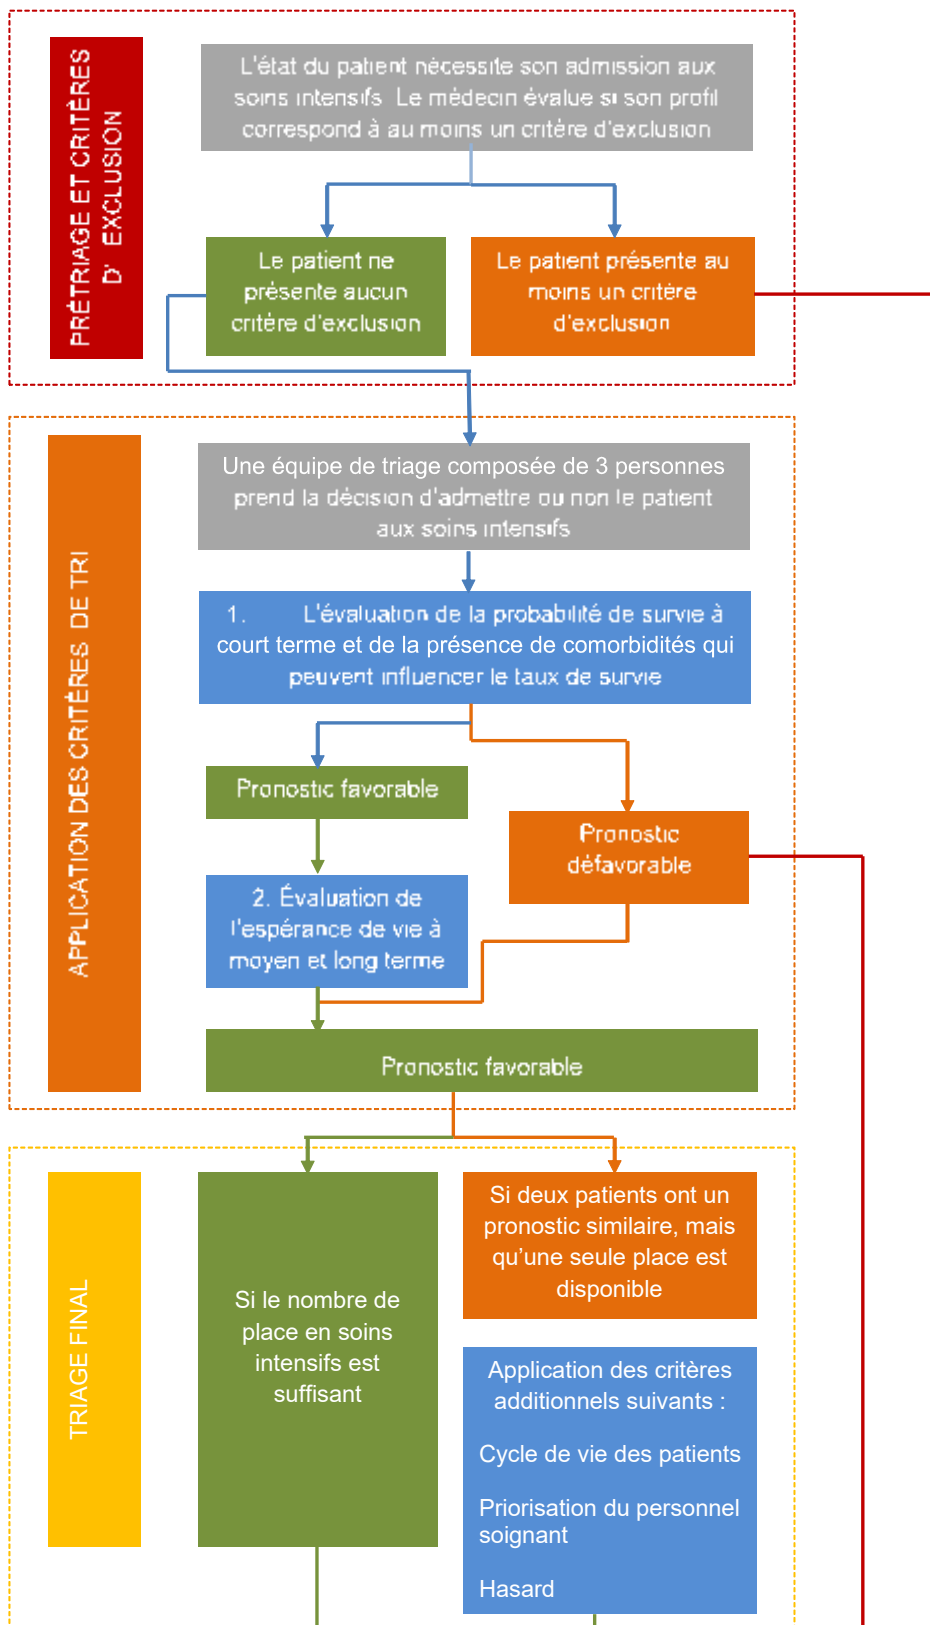 PRÉTRIAGE ET CRITÈRES
D' EXCLUSION
L'état du patient nécessite son admission aux
soins intensifs Le médecin évalue si son profil
correspond à au moins un critère d'exclusion
Le patient ne
présente aucun
critère d'exclusion
Le patient présente au
moins un critère
d'exclusion
APPLICATION DES CRITÈRES DE TRI
Une équipe de triage composée de 3 personnes
prend la décision d'admettre ou non le patient
aux soins intensifs
1. L'évaluation de la probabilité de survie à
court terme et de la présence de comorbidités qui
peuvent influencer le taux de survie
Pronostic favorable
Pronostic
défavorable
2. Évaluation de
l'espérance de vie à
moyen et long terme
Pronostic favorable
TRIAGE FINAL
Si le nombre de
place en soins
intensifs est
suffisant
Si deux patients ont un
pronostic similaire, mais
qu’une seule place est
disponible
Application des critères
additionnels suivants :
Cycle de vie des patients
Priorisation du personnel
soignant
Hasard